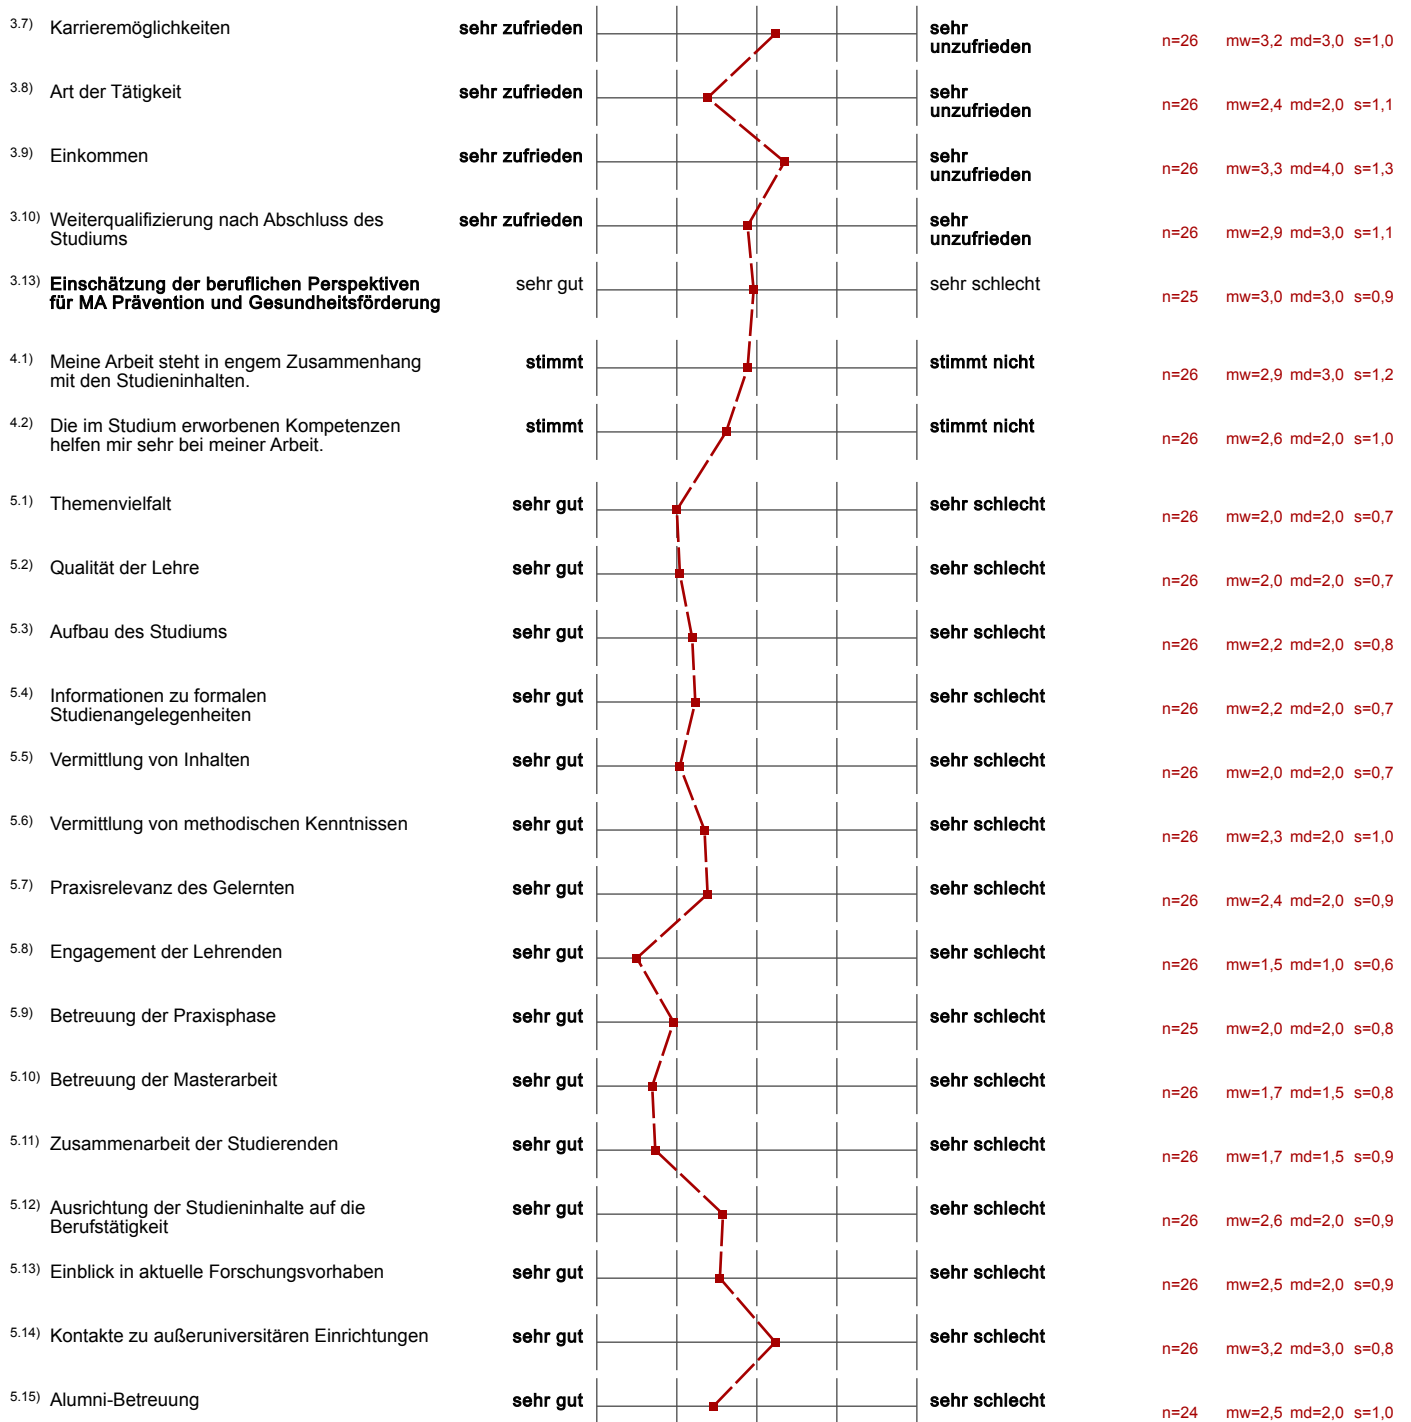 3.7) Karrieremöglichkeiten sehr zufrieden sehr
unzufrieden n=26 mw=3,2 md=3,0 s=1,0
3.8) Art der Tätigkeit sehr zufrieden sehr
unzufrieden n=26 mw=2,4 md=2,0 s=1,1
3.9) Einkommen sehr zufrieden sehr
unzufrieden n=26 mw=3,3 md=4,0 s=1,3
3.10) Weiterqualifizierung nach Abschluss des sehr zufrieden sehr
Studiums unzufrieden n=26 mw=2,9 md=3,0 s=1,1
3.13) Einschätzung der beruflichen Perspektiven sehr gut sehr schlecht
für MA Prävention und Gesundheitsförderung n=25 mw=3,0 md=3,0 s=0,9
4.1) Meine Arbeit steht in engem Zusammenhang stimmt stimmt nicht
mit den Studieninhalten. n=26 mw=2,9 md=3,0 s=1,2
4.2) Die im Studium erworbenen Kompetenzen stimmt stimmt nicht
helfen mir sehr bei meiner Arbeit. n=26 mw=2,6 md=2,0 s=1,0
5.1) Themenvielfalt sehr gut sehr schlecht
n=26 mw=2,0 md=2,0 s=0,7
5.2) Qualität der Lehre sehr gut sehr schlecht
n=26 mw=2,0 md=2,0 s=0,7
5.3) Aufbau des Studiums sehr gut sehr schlecht
n=26 mw=2,2 md=2,0 s=0,8
5.4) Informationen zu formalen sehr gut sehr schlecht
Studienangelegenheiten n=26 mw=2,2 md=2,0 s=0,7
5.5) Vermittlung von Inhalten sehr gut sehr schlecht
n=26 mw=2,0 md=2,0 s=0,7
5.6) Vermittlung von methodischen Kenntnissen sehr gut sehr schlecht
n=26 mw=2,3 md=2,0 s=1,0
5.7) Praxisrelevanz des Gelernten sehr gut sehr schlecht
n=26 mw=2,4 md=2,0 s=0,9
5.8) Engagement der Lehrenden sehr gut sehr schlecht
n=26 mw=1,5 md=1,0 s=0,6
5.9) Betreuung der Praxisphase sehr gut sehr schlecht
n=25 mw=2,0 md=2,0 s=0,8
5.10) Betreuung der Masterarbeit sehr gut sehr schlecht
n=26 mw=1,7 md=1,5 s=0,8
5.11) Zusammenarbeit der Studierenden sehr gut sehr schlecht
n=26 mw=1,7 md=1,5 s=0,9
5.12) Ausrichtung der Studieninhalte auf die sehr gut sehr schlecht
Berufstätigkeit n=26 mw=2,6 md=2,0 s=0,9
5.13) Einblick in aktuelle Forschungsvorhaben sehr gut sehr schlecht
n=26 mw=2,5 md=2,0 s=0,9
5.14) Kontakte zu außeruniversitären Einrichtungen sehr gut sehr schlecht
n=26 mw=3,2 md=3,0 s=0,8
5.15) Alumni-Betreuung sehr gut sehr schlecht
n=24 mw=2,5 md=2,0 s=1,0